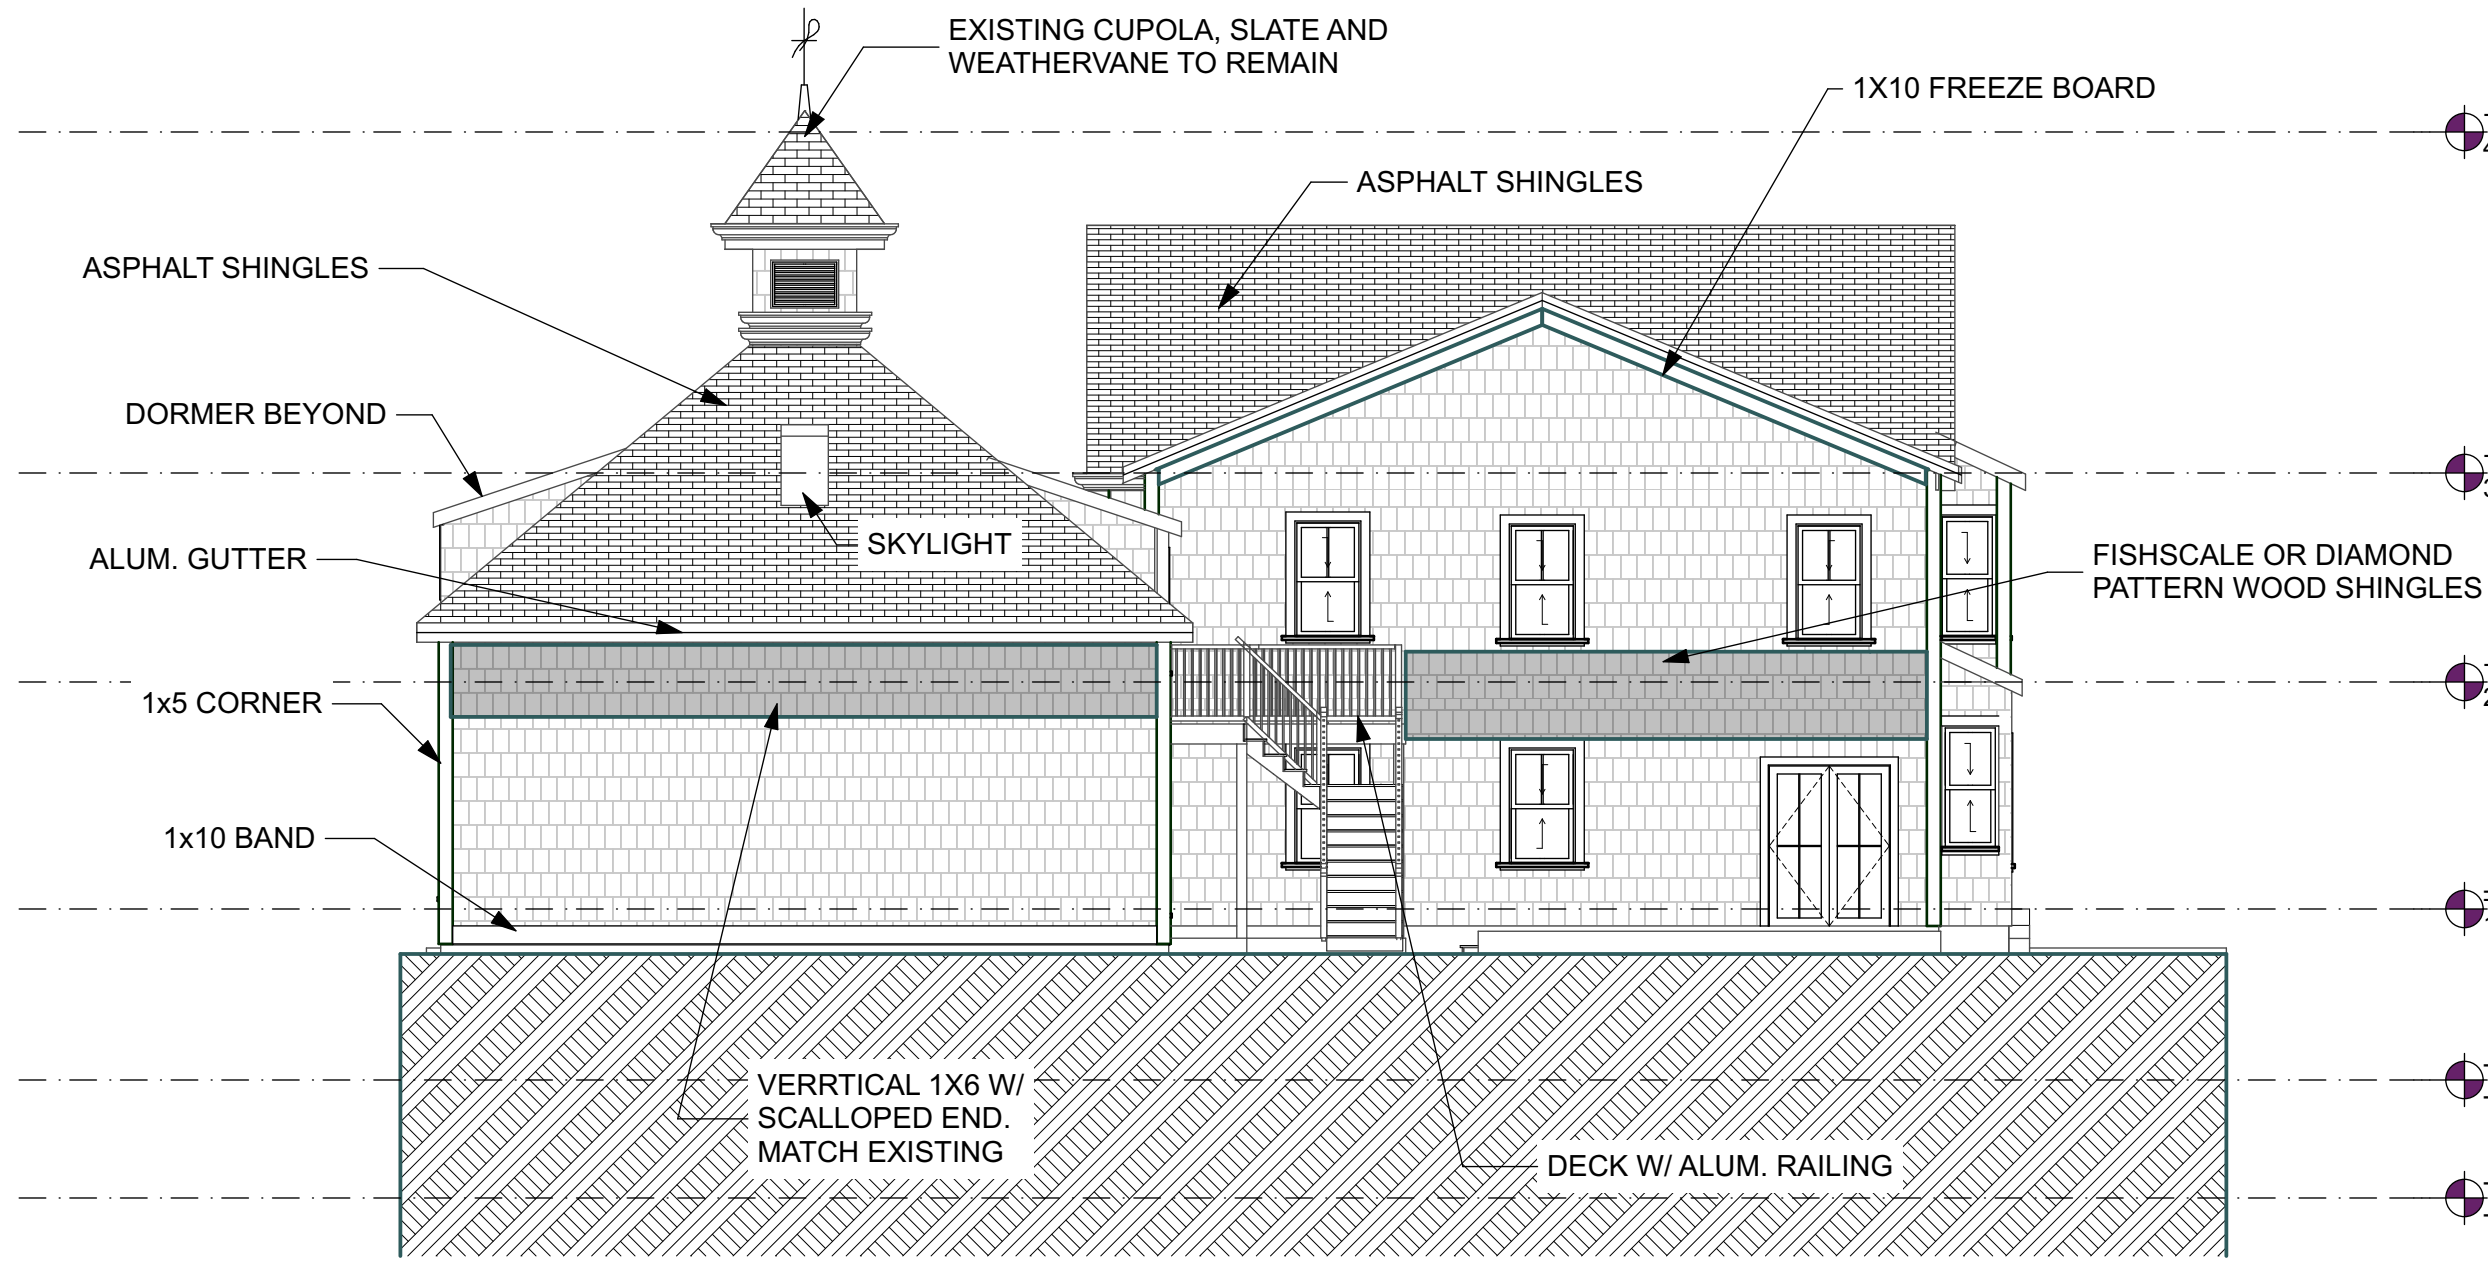 EXISTING CUPOLA, SLATE AND
WEATHERVANE TO REMAIN
1X10 FREEZE BOARD
ASPHALT SHINGLES
ASPHALT SHINGLES
DORMER BEYOND
SKYLIGHT
ALUM. GUTTER
FISHSCALE OR DIAMOND
PATTERN WOOD SHINGLES
1x5 CORNER
1x10 BAND
VERRTICAL 1X6 W/
SCALLOPED END.
MATCH EXISTING
DECK W/ ALUM. RAILING